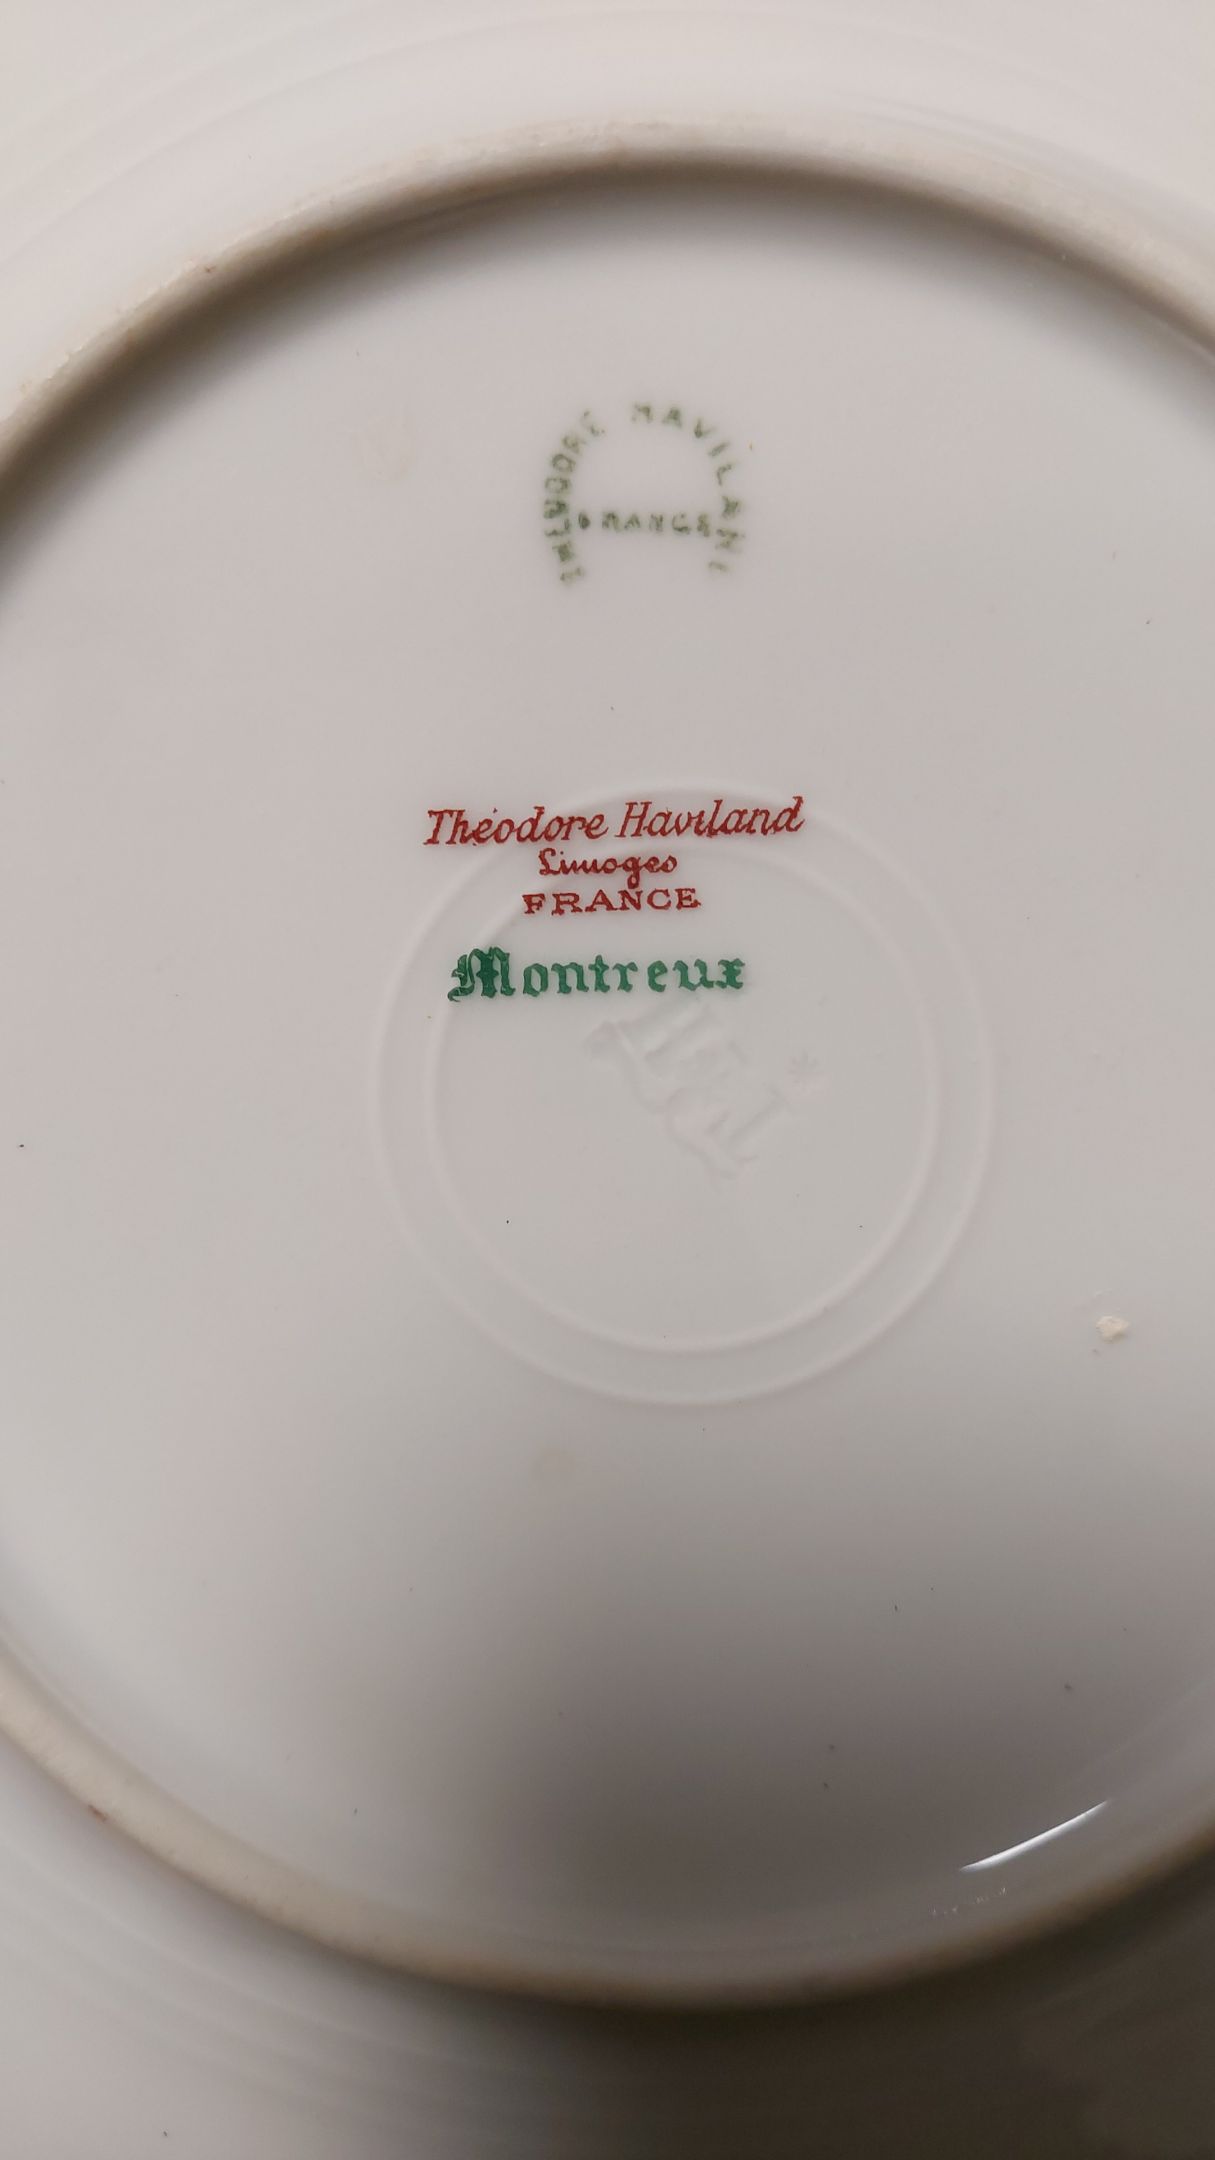 THEODORE HAVILAND
FRANCE
Théodore Haviland
Limoges
FRANCE
Montreux